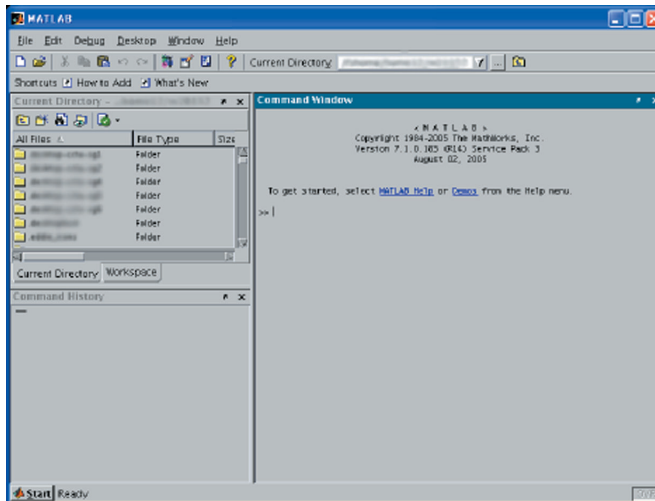 MATLAB
File Edit Debug Desktop Window Help
Current Directory:
Shortcuts How to Add What's New
Current Directory -
All Files File Type Size
Folder
Folder
Folder
Folder
Folder
Folder
Folder
Current Directory Workspace
Command History
Command Window
< M A T L A B >
Copyright 1984-2005 The MathWorks, Inc.
Version 7.1.0.183 (R14) Service Pack 3
August 02, 2005
To get started, select MATLAB Help or Demos from the Help menu.
>>
Start Ready
OVR